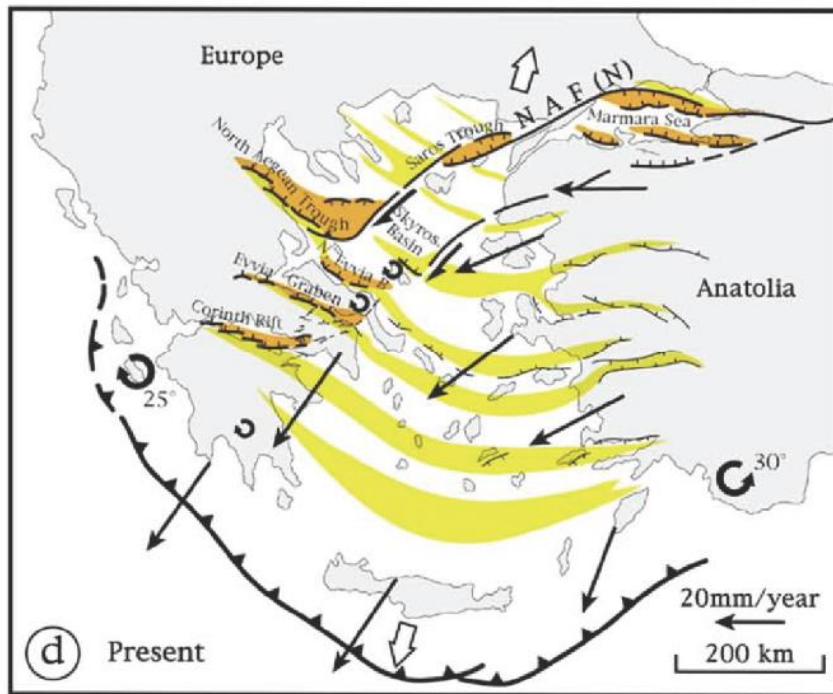 Europe
N A F (N)
Marmara Sea
Saros Trough
North Aegean Trough
Skyros
Basin
N Evvia B
Evvia Graben
Corinth Rift
Anatolia
25°
30°
20mm/year
200 km
d Present